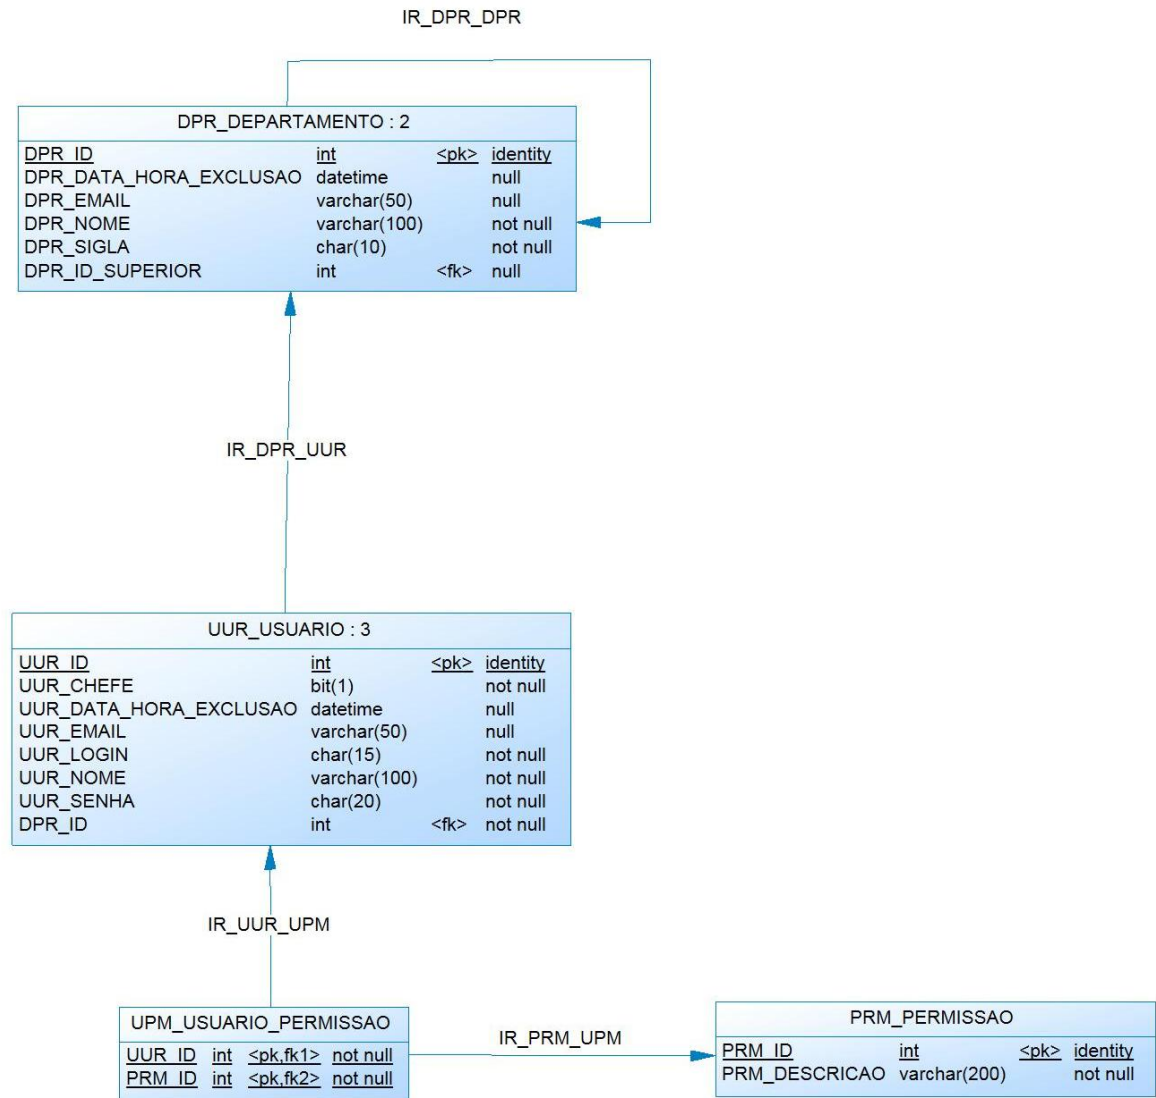 IR_DPR_DPR
DPR_DEPARTAMENTO : 2
DPR_ID int <pk> identity
DPR_DATA_HORA_EXCLUSAO datetime null
DPR_EMAIL varchar(50) null
DPR_NOME varchar(100) not null
DPR_SIGLA char(10) not null
DPR_ID_SUPERIOR int <fk> null
IR_DPR_UUR
UUR_USUARIO : 3
UUR_ID int <pk> identity
UUR_CHEFE bit(1) not null
UUR_DATA_HORA_EXCLUSAO datetime null
UUR_EMAIL varchar(50) null
UUR_LOGIN char(15) not null
UUR_NOME varchar(100) not null
UUR_SENHA char(20) not null
DPR_ID int <fk> not null
IR_UUR_UPM
UPM_USUARIO_PERMISSAO
UUR_ID int <pk,fk1> not null
PRM_ID int <pk,fk2> not null
IR_PRM_UPM
PRM_PERMISSAO
PRM_ID int <pk> identity
PRM_DESCRICAO varchar(200) not null